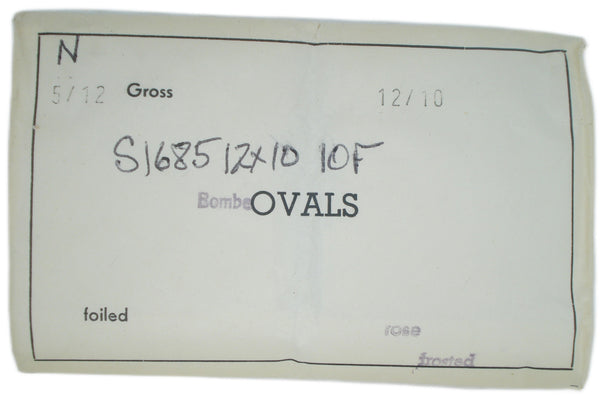 N
5/12 Gross 12/10
S1685 12x10 10F
Bombe OVALS
foiled rose
frosted